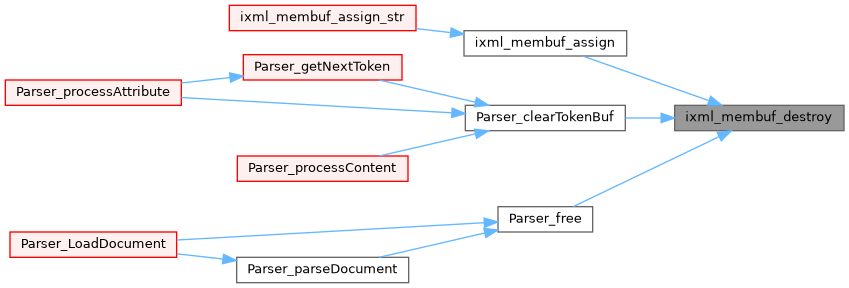 ixml_membuf_assign_str
ixml_membuf_assign
Parser_getNextToken
Parser_processAttribute
Parser_clearTokenBuf
ixml_membuf_destroy
Parser_processContent
Parser_free
Parser_LoadDocument
Parser_parseDocument